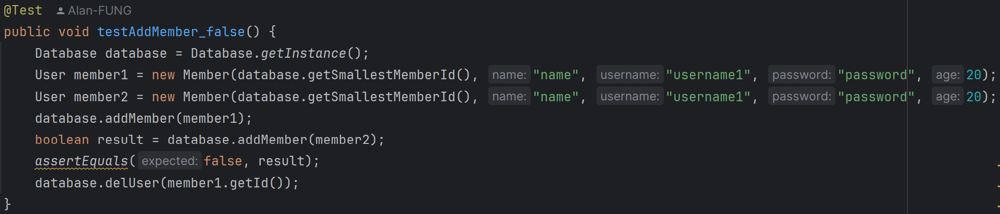 @Test Alan-FUNG
public void testAddMember_false() {
    Database database = Database.getInstance();
    User member1 = new Member(database.getSmallestMemberId(), name: "name", username: "username1", password: "password", age: 20);
    User member2 = new Member(database.getSmallestMemberId(), name: "name", username: "username1", password: "password", age: 20);
    database.addMember(member1);
    boolean result = database.addMember(member2);
    assertEquals( expected: false, result);
    database.delUser(member1.getId());
}